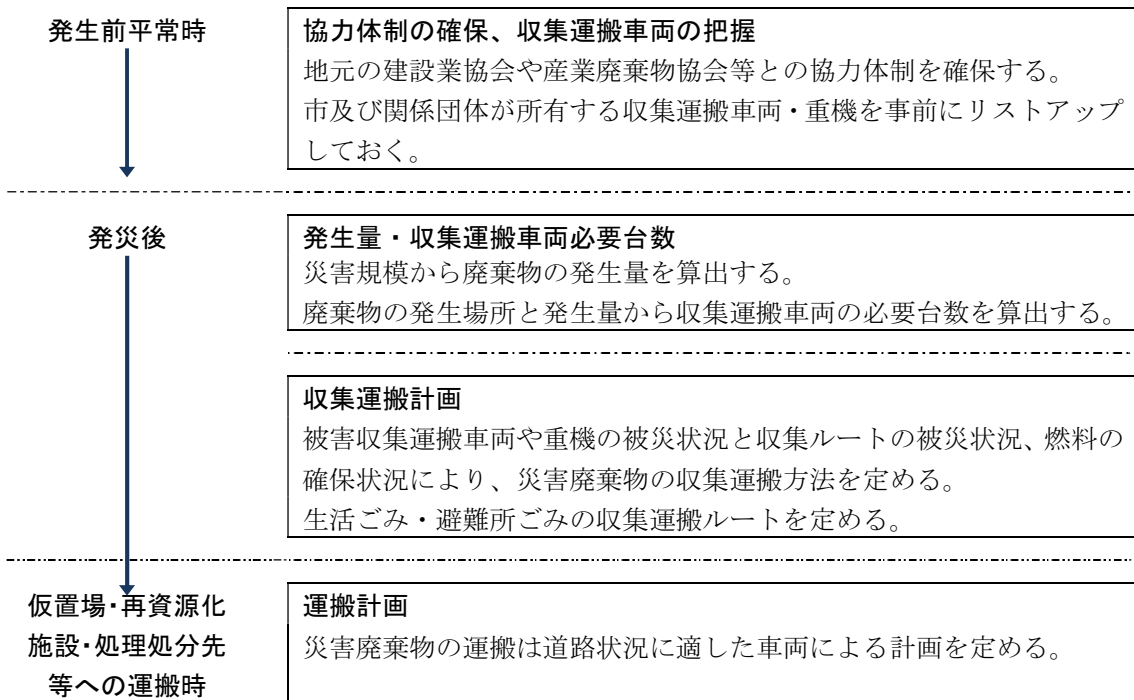 発生前平常時
協力体制の確保、収集運搬車両の把握
地元の建設業協会や産業廃棄物協会等との協力体制を確保する。
市及び関係団体が所有する収集運搬車両・重機を事前にリストアップ
しておく。
発災後
発生量・収集運搬車両必要台数
災害規模から廃棄物の発生量を算出する。
廃棄物の発生場所と発生量から収集運搬車両の必要台数を算出する。
収集運搬計画
被害収集運搬車両や重機の被災状況と収集ルートの被災状況、燃料の
確保状況により、災害廃棄物の収集運搬方法を定める。
生活ごみ・避難所ごみの収集運搬ルートを定める。
仮置場・再資源化
施設・処理処分先
等への運搬時
運搬計画
災害廃棄物の運搬は道路状況に適した車両による計画を定める。